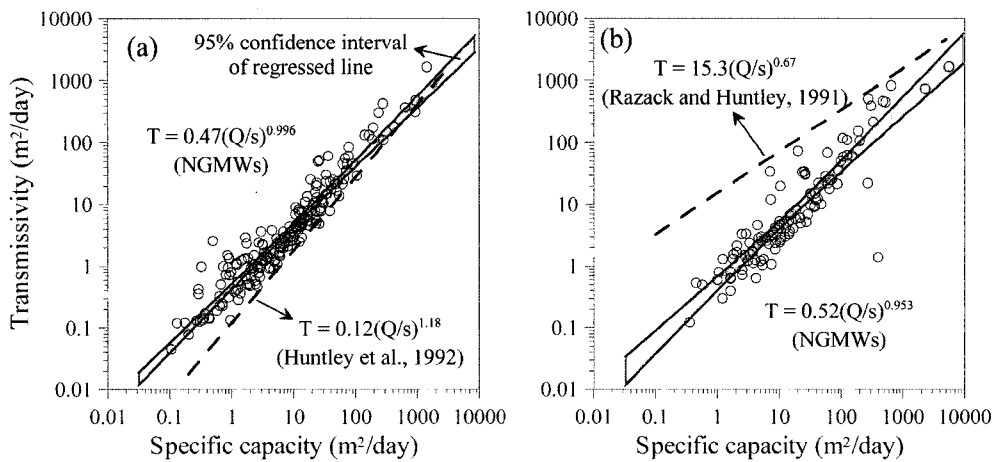 (a)
95% confidence interval
of regressed line
T = 0.47(Q/s)^0.996
(NGMWs)
T = 0.12(Q/s)^1.18
(Huntley et al., 1992)
Transmissivity (m²/day)
10000
1000
100
10
1
0.1
0.01
0.01 0.1 1 10 100 1000 10000
Specific capacity (m²/day)
(b)
T = 15.3(Q/s)^0.67
(Razack and Huntley, 1991)
T = 0.52(Q/s)^0.953
(NGMWs)
10000
1000
100
10
1
0.1
0.01
0.01 0.1 1 10 100 1000 10000
Specific capacity (m²/day)